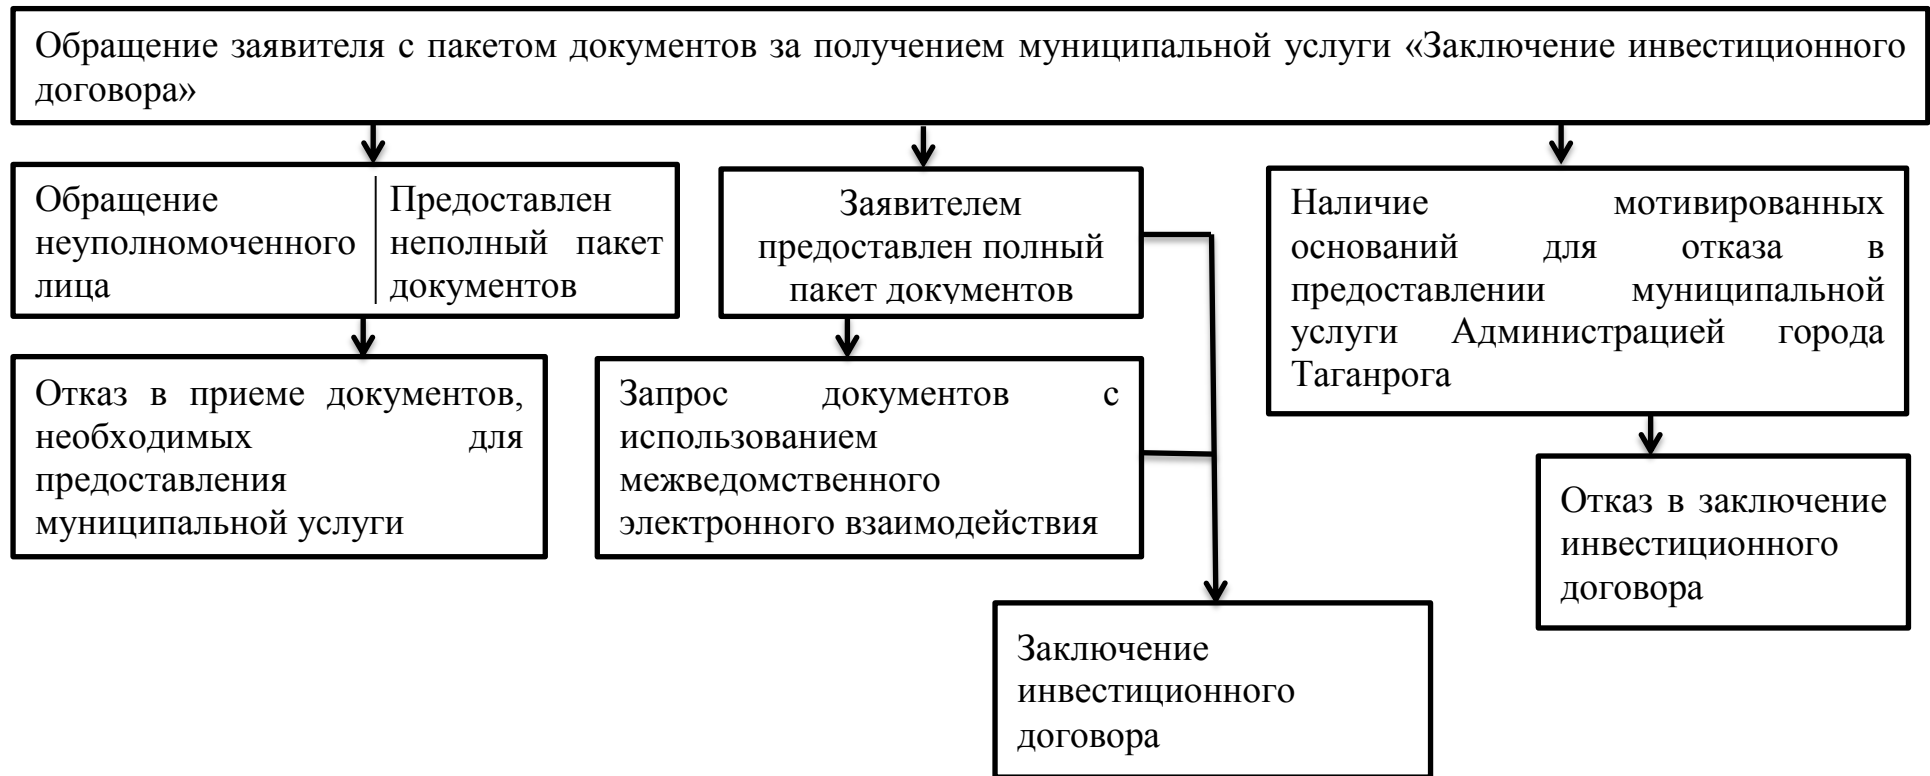 Обращение заявителя с пакетом документов за получением муниципальной услуги «Заключение инвестиционного
договора»
Обращение
неуполномоченного
лица
Предоставлен
неполный пакет
документов
Заявителем
предоставлен полный
пакет документов
Наличие мотивированных
оснований для отказа в
предоставлении муниципальной
услуги Администрацией города
Таганрога
Отказ в приеме документов,
необходимых для
предоставления
муниципальной услуги
Запрос документов с
использованием
межведомственного
электронного взаимодействия
Отказ в заключение
инвестиционного
договора
Заключение
инвестиционного
договора